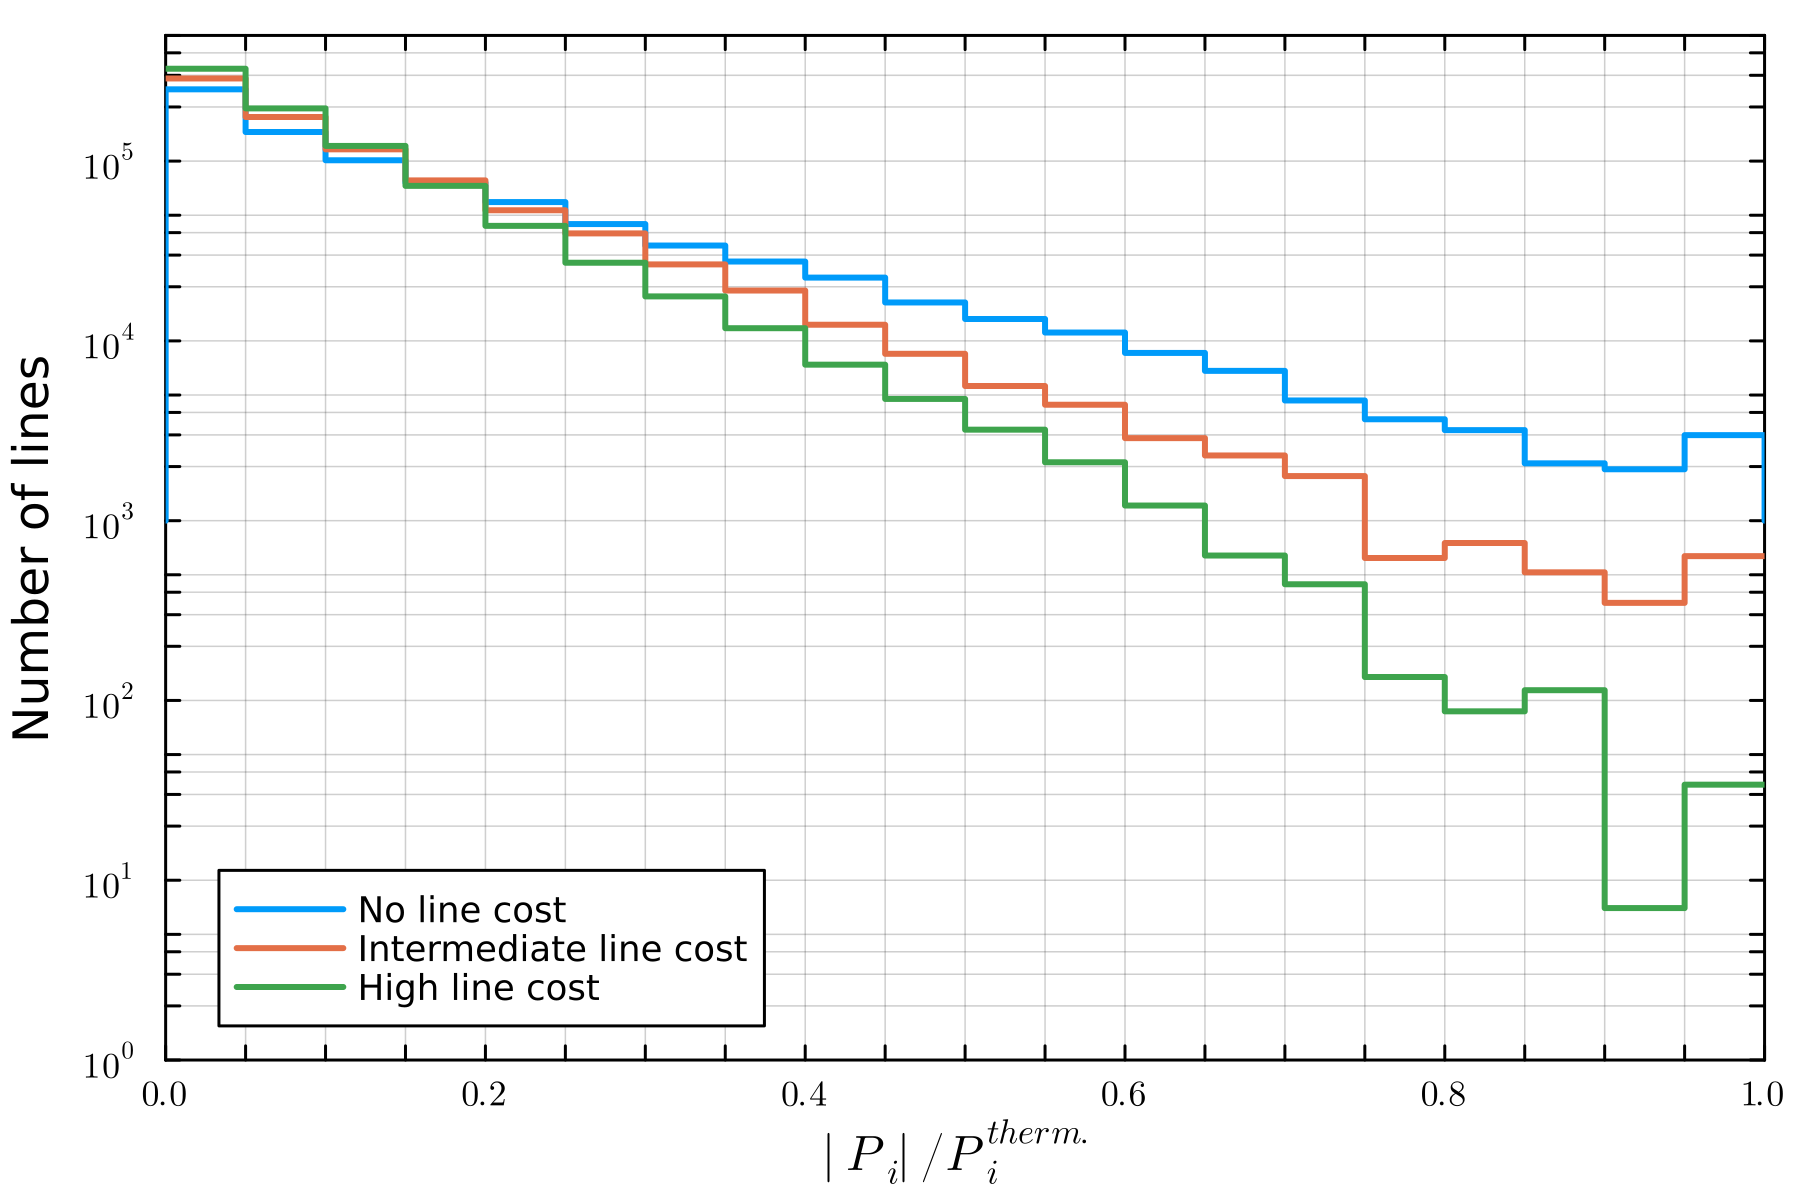 Number of lines
10^5
10^4
10^3
10^2
10^1
10^0
No line cost
Intermediate line cost
High line cost
0.0 0.2 0.4 0.6 0.8 1.0
|P_i|/P_i^{therm.}